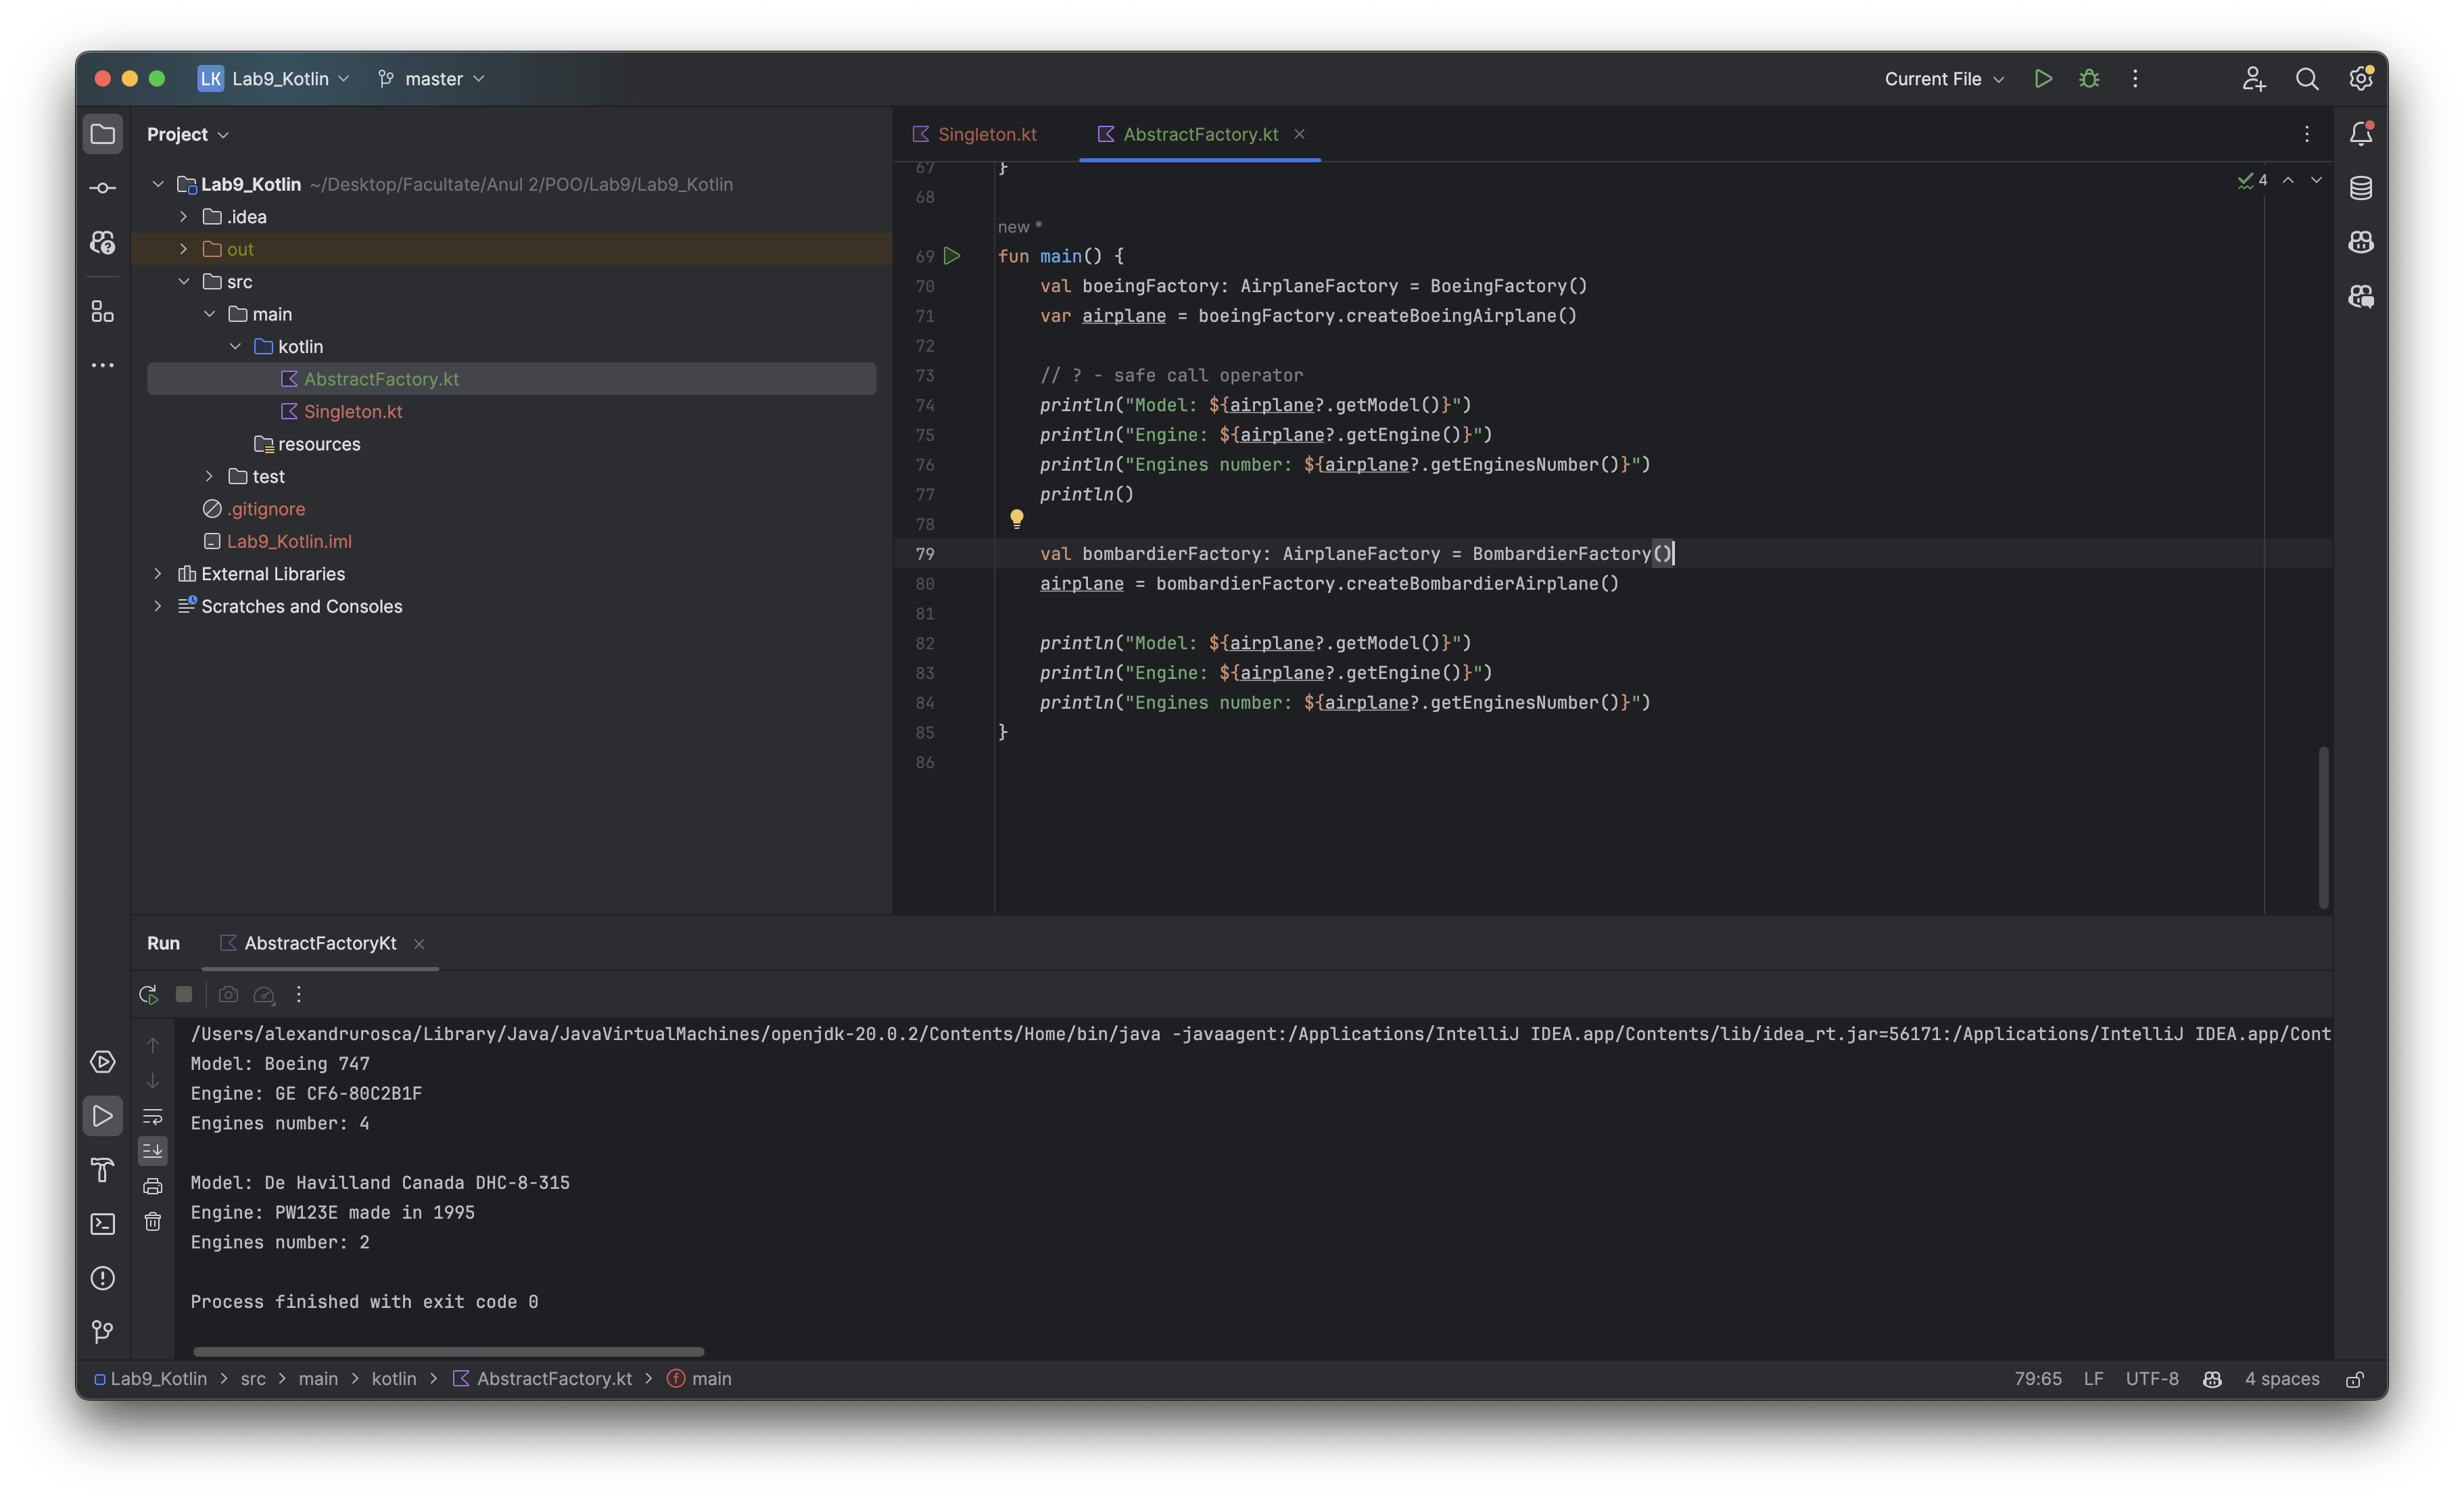 LK Lab9_Kotlin master Current File
Project
Lab9_Kotlin ~/Desktop/Facultate/Anul 2/POO/Lab9/Lab9_Kotlin
.idea
out
src
main
kotlin
AbstractFactory.kt
Singleton.kt
resources
test
.gitignore
Lab9_Kotlin.iml
External Libraries
Scratches and Consoles
Singleton.kt AbstractFactory.kt
4
67 }
68
new *
69 fun main() {
70 val boeingFactory: AirplaneFactory = BoeingFactory()
71 var airplane = boeingFactory.createBoeingAirplane()
72
73 // ? - safe call operator
74 println("Model: ${airplane?.getModel()}")
75 println("Engine: ${airplane?.getEngine()}")
76 println("Engines number: ${airplane?.getEnginesNumber()}")
77 println()
78
79 val bombardierFactory: AirplaneFactory = BombardierFactory()
80 airplane = bombardierFactory.createBombardierAirplane()
81
82 println("Model: ${airplane?.getModel()}")
83 println("Engine: ${airplane?.getEngine()}")
84 println("Engines number: ${airplane?.getEnginesNumber()}")
85 }
86
Run AbstractFactoryKt
/Users/alexandrurosca/Library/Java/JavaVirtualMachines/openjdk-20.0.2/Contents/Home/bin/java -javaagent:/Applications/IntelliJ IDEA.app/Contents/lib/idea_rt.jar=56171:/Applications/IntelliJ IDEA.app/Cont
Model: Boeing 747
Engine: GE CF6-80C2B1F
Engines number: 4
Model: De Havilland Canada DHC-8-315
Engine: PW123E made in 1995
Engines number: 2
Process finished with exit code 0
Lab9_Kotlin > src > main > kotlin > AbstractFactory.kt > main 79:65 LF UTF-8 4 spaces